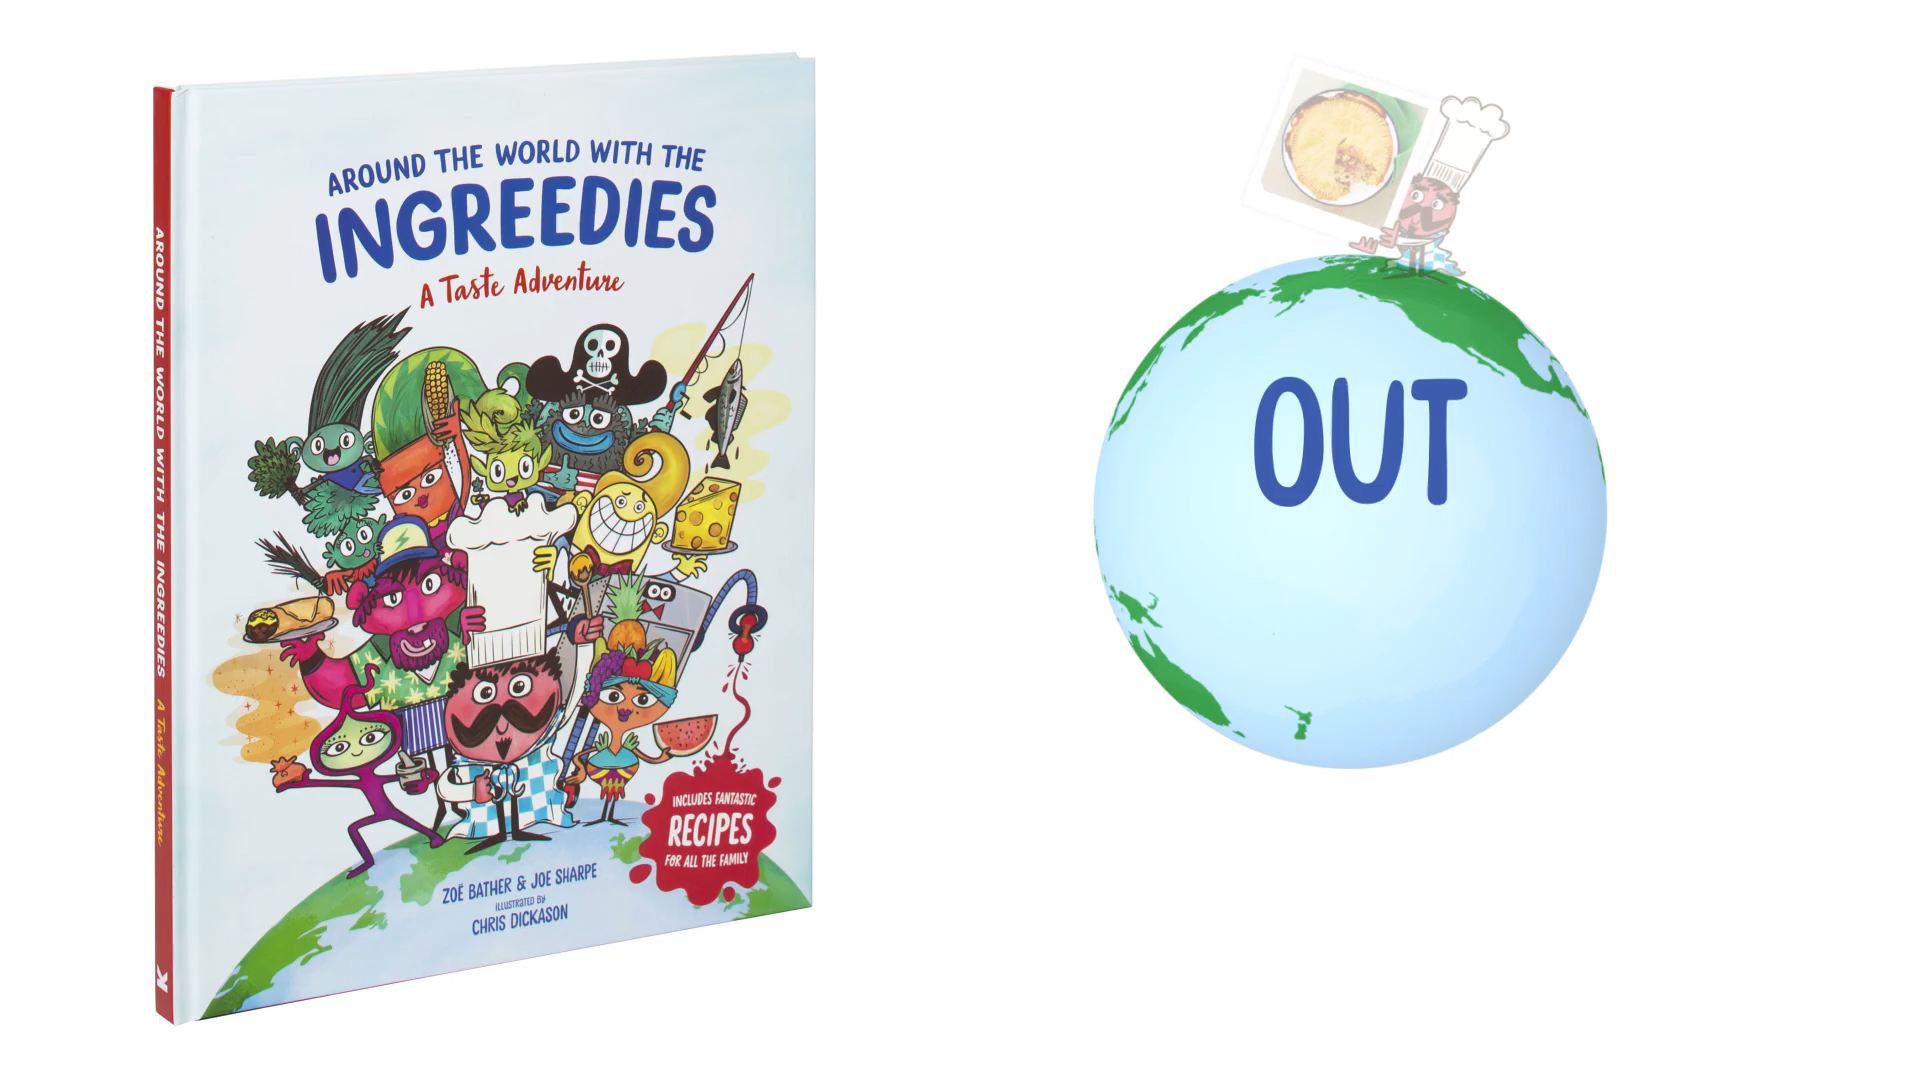 AROUND THE WORLD WITH THE
INGREEDIES
A Taste Adventure
INCLUDES FANTASTIC
RECIPES
FOR ALL THE FAMILY
ZOË BATHER & JOE SHARPE
ILLUSTRATED BY
CHRIS DICKASON
AROUND THE WORLD WITH THE INGREEDIES A Taste Adventure
K
OUT